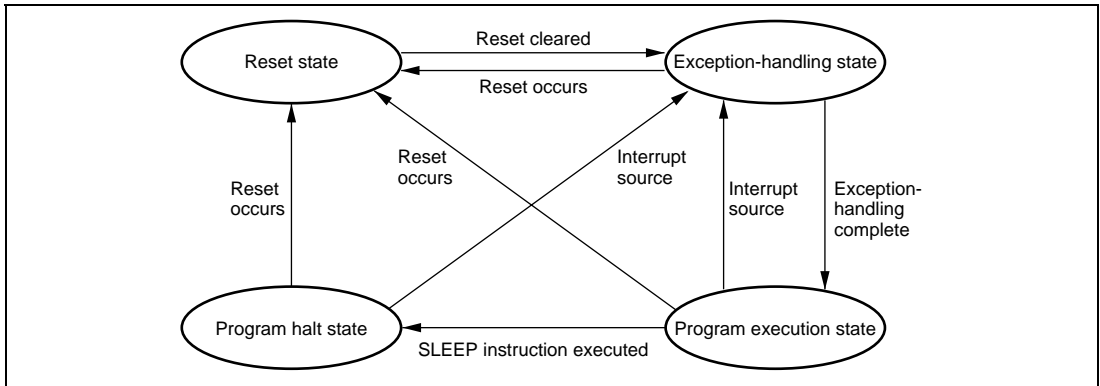 Reset state
Reset cleared
Exception-handling state
Reset occurs
Reset
occurs
Interrupt
source
Reset
occurs
Interrupt
source
Exception-
handling
complete
Program halt state
Program execution state
SLEEP instruction executed